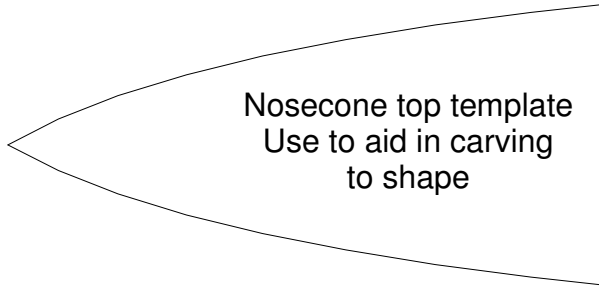 Nosecone top template
Use to aid in carving
to shape